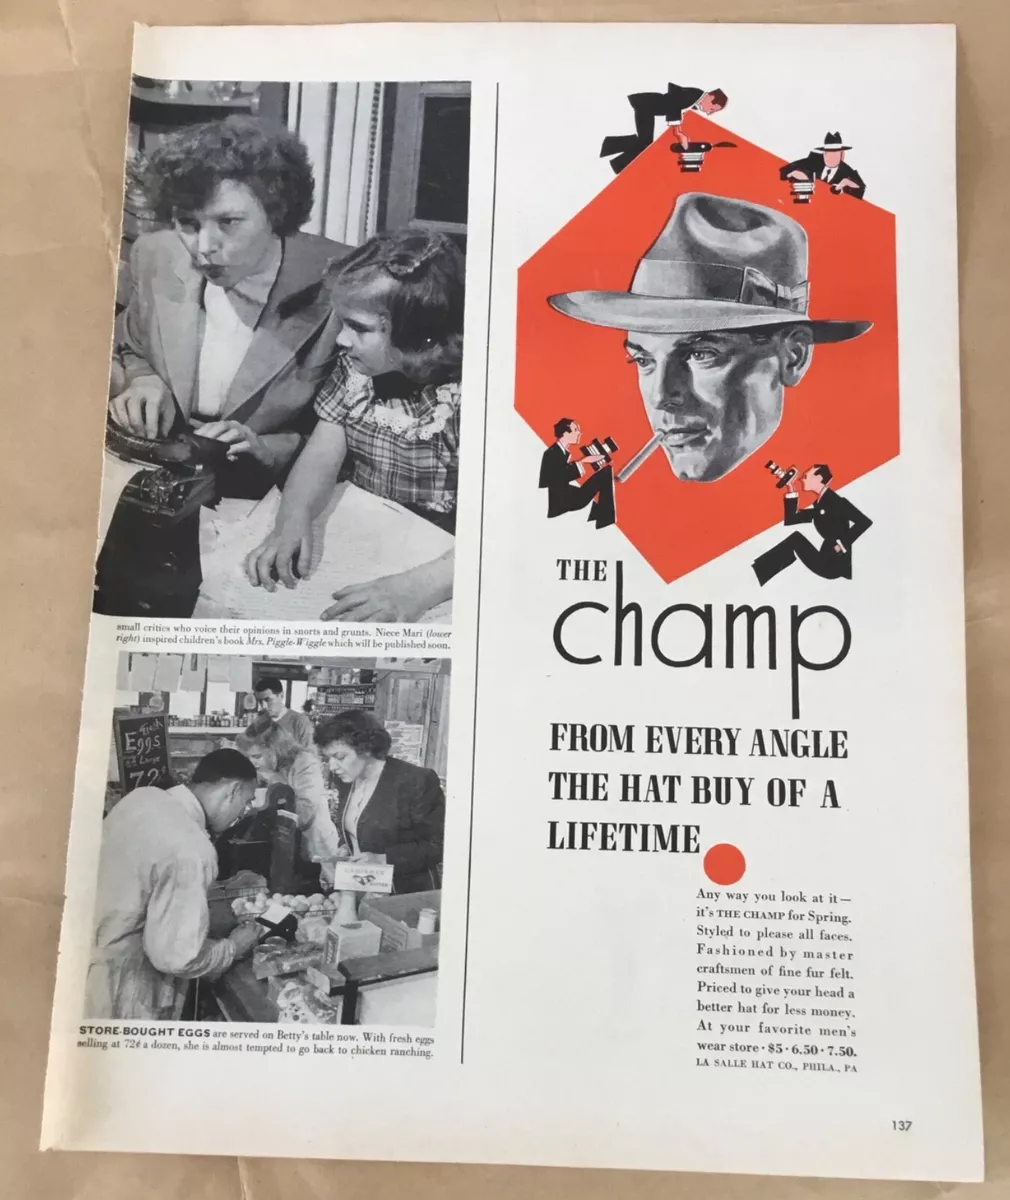 small critics who voice their opinions in snorts and grunts. Niece Mari (lower
right) inspired children's book Mrs. Piggle-Wiggle which will be published soon.
Fresh
Eggs
Large
72¢
STORE-BOUGHT EGGS are served on Betty's table now. With fresh eggs
selling at 72¢ a dozen, she is almost tempted to go back to chicken ranching.
THE
champ
FROM EVERY ANGLE
THE HAT BUY OF A
LIFETIME
Any way you look at it—
it's THE CHAMP for Spring.
Styled to please all faces.
Fashioned by master
craftsmen of fine fur felt.
Priced to give your head a
better hat for less money.
At your favorite men's
wear store · $5 · 6.50 · 7.50.
LA SALLE HAT CO., PHILA., PA
137